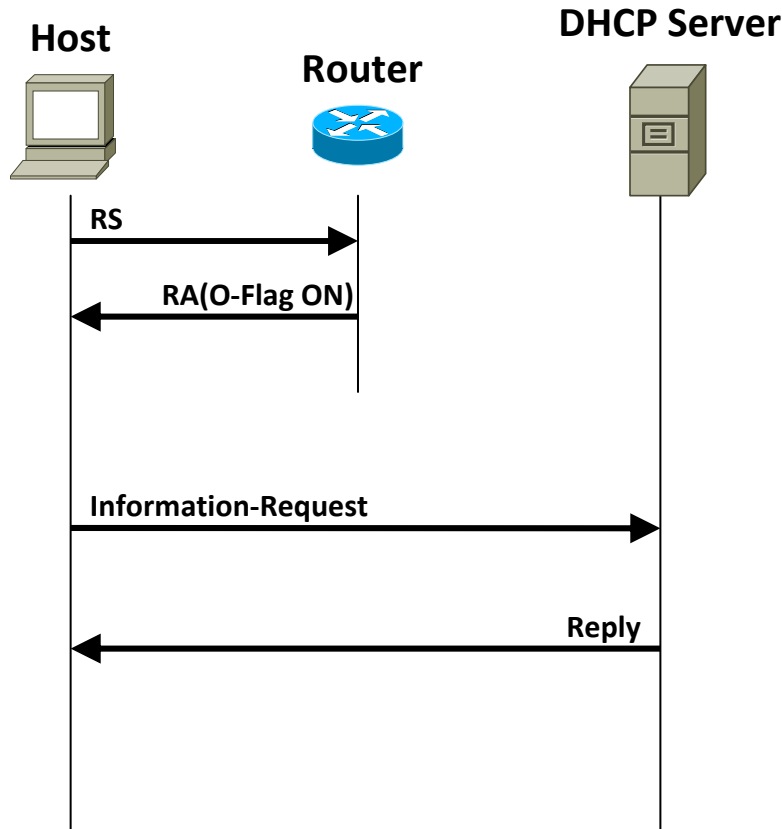 Host
Router
DHCP Server
RS
RA(O-Flag ON)
Information-Request
Reply